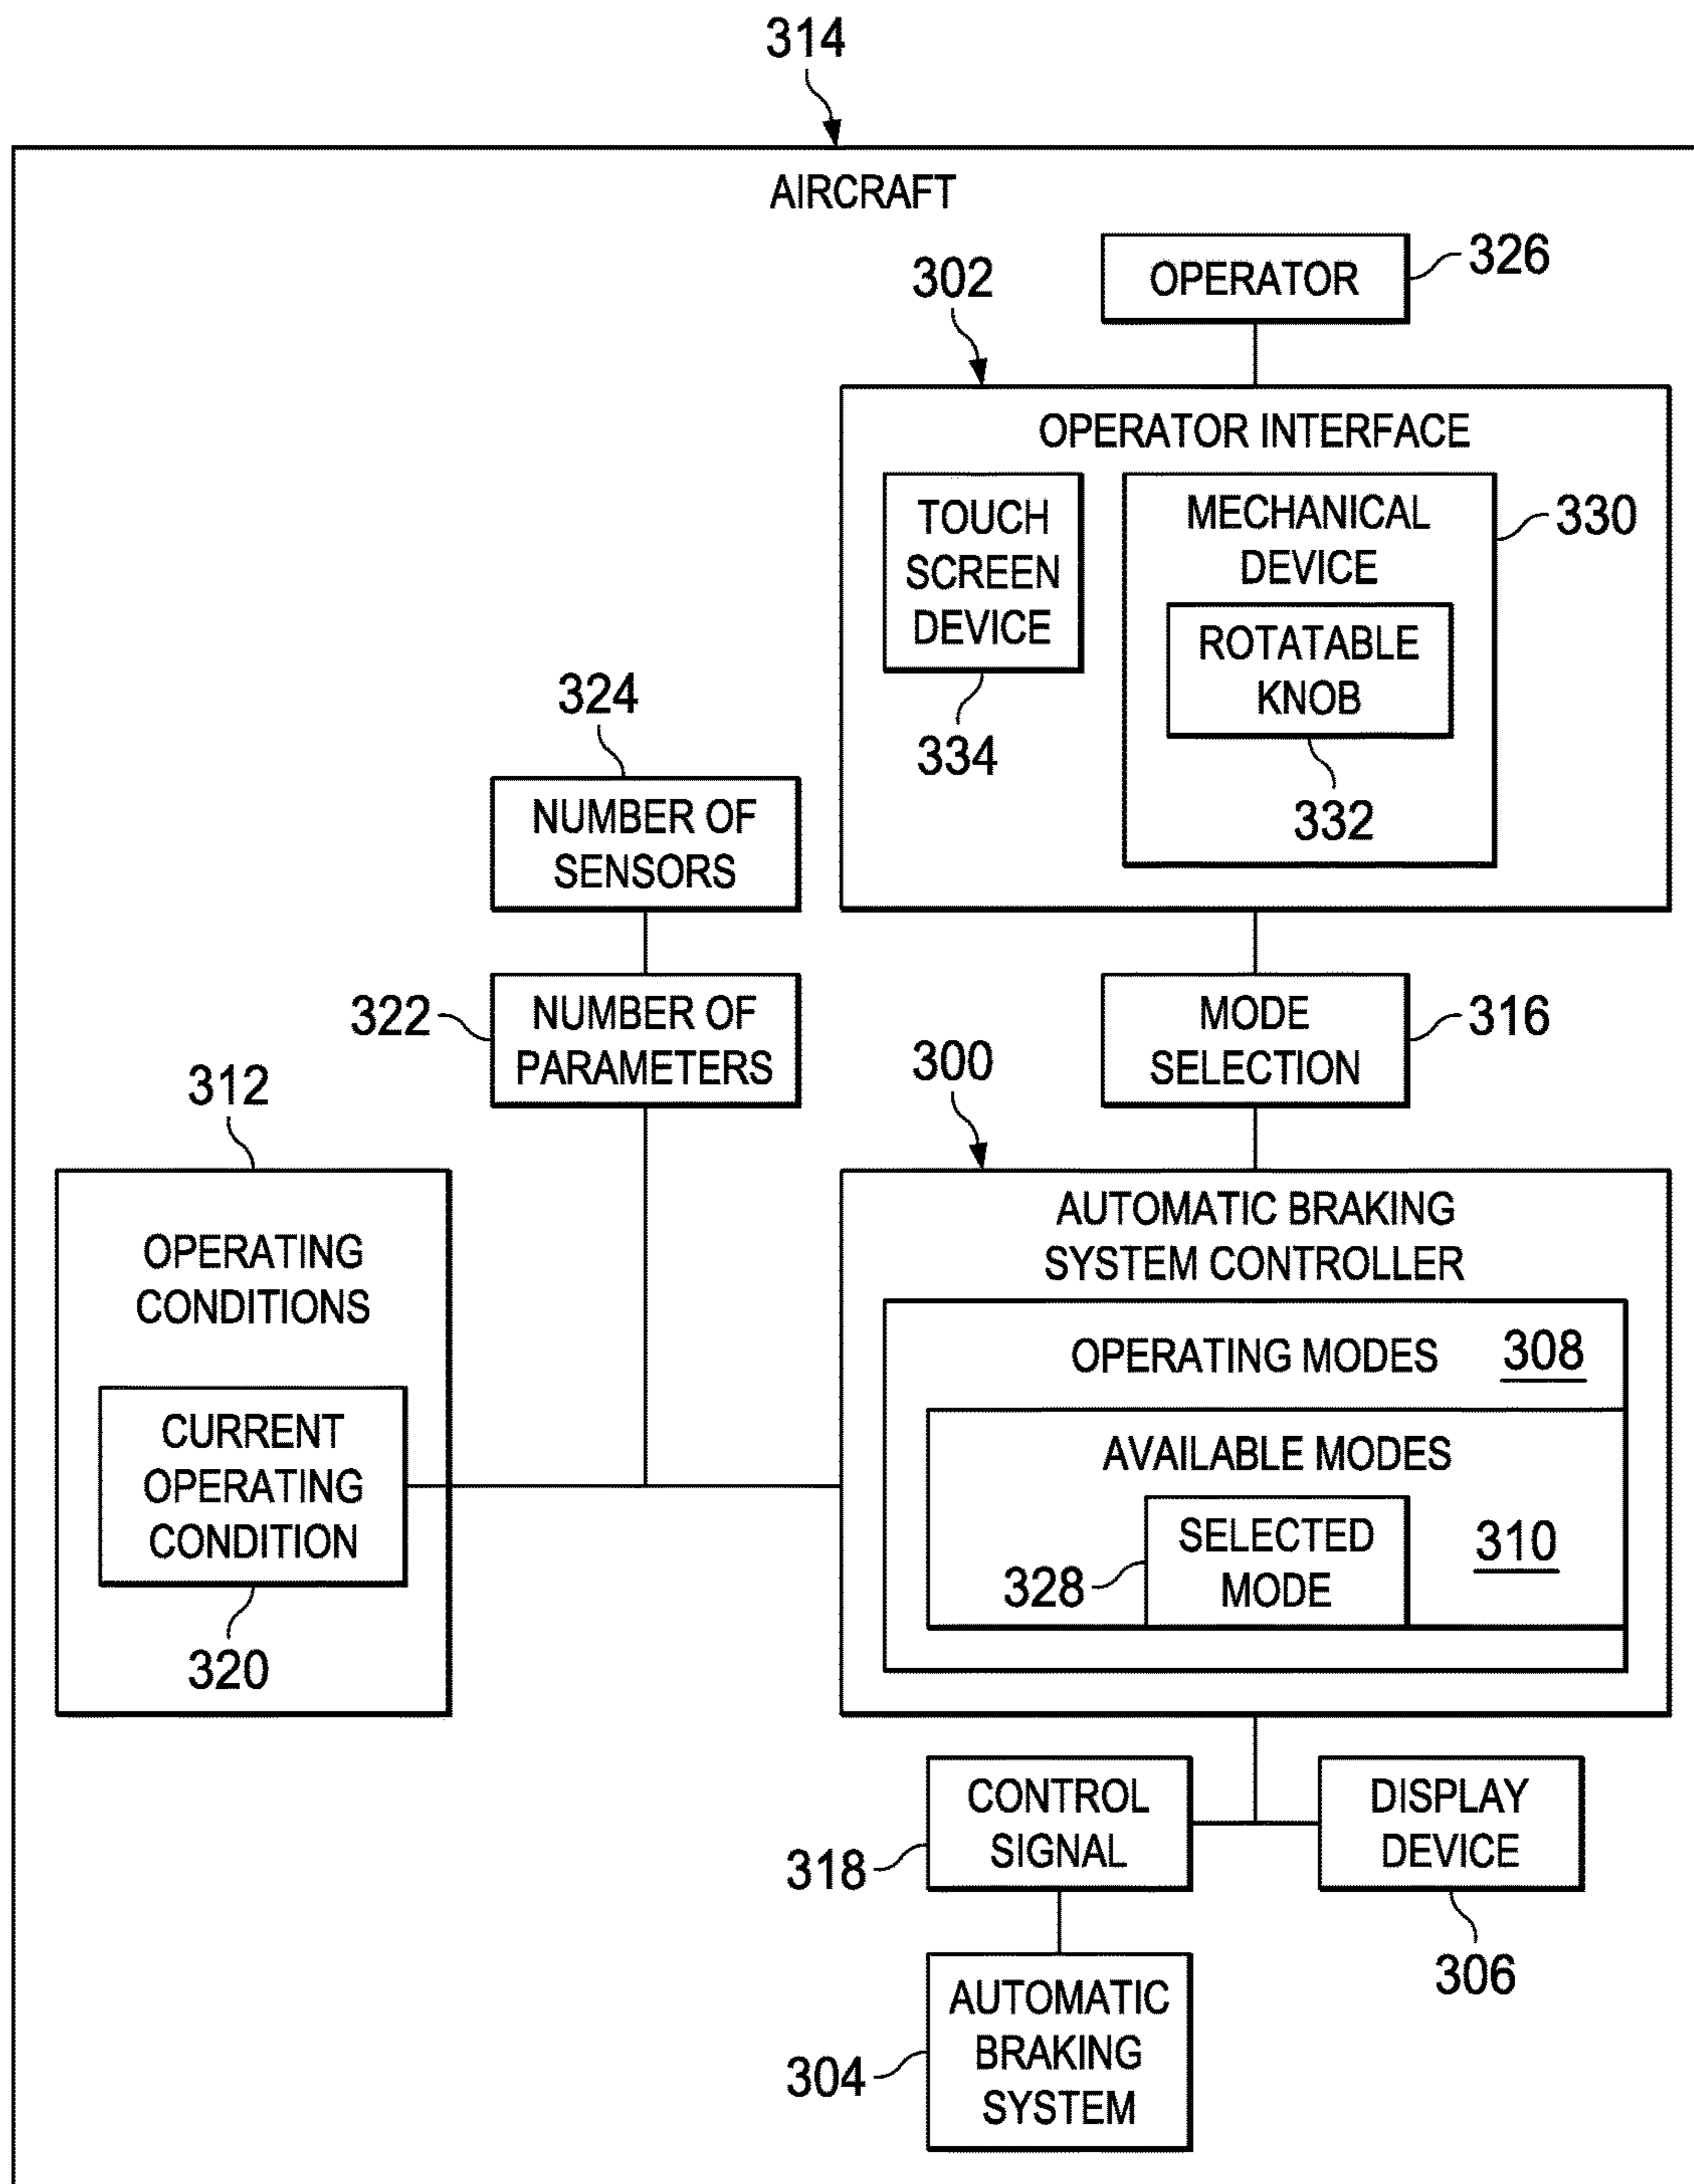 314
AIRCRAFT
OPERATOR
326
302
OPERATOR INTERFACE
TOUCH
SCREEN
DEVICE
334
MECHANICAL
DEVICE
330
ROTATABLE
KNOB
332
324
NUMBER OF
SENSORS
322
NUMBER OF
PARAMETERS
MODE
SELECTION
316
312
OPERATING
CONDITIONS
CURRENT
OPERATING
CONDITION
320
300
AUTOMATIC BRAKING
SYSTEM CONTROLLER
OPERATING MODES
308
AVAILABLE MODES
310
328
SELECTED
MODE
CONTROL
SIGNAL
318
DISPLAY
DEVICE
306
AUTOMATIC
BRAKING
SYSTEM
304